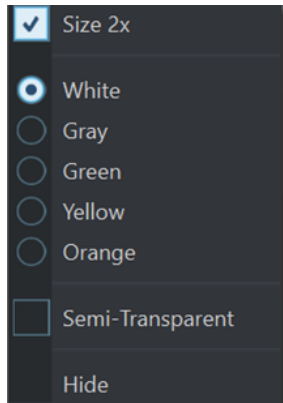 Size 2x
White
Gray
Green
Yellow
Orange
Semi-Transparent
Hide